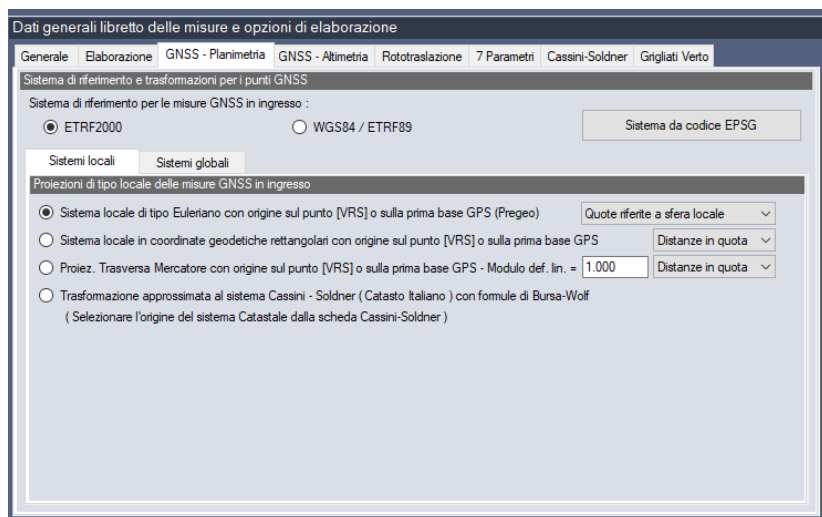 Dati generali libretto delle misure e opzioni di elaborazione
Generale Elaborazione GNSS - Planimetria GNSS - Altimetria Rototraslazione 7 Parametri Cassini-Soldner Grigliati Verto
Sistema di riferimento e trasformazioni per i punti GNSS
Sistema di riferimento per le misure GNSS in ingresso :
ETRF2000 WGS84 / ETRF89 Sistema da codice EPSG
Sistemi locali Sistemi globali
Proiezioni di tipo locale delle misure GNSS in ingresso
Sistema locale di tipo Euleriano con origine sul punto [VRS] o sulla prima base GPS (Pregeo) Quote riferite a sfera locale
Sistema locale in coordinate geodetiche rettangolari con origine sul punto [VRS] o sulla prima base GPS Distanze in quota
Proiez. Trasversa Mercatore con origine sul punto [VRS] o sulla prima base GPS - Modulo def. lin. = 1.000 Distanze in quota
Trasformazione approssimata al sistema Cassini - Soldner ( Catasto Italiano ) con formule di Bursa-Wolf
( Selezionare l'origine del sistema Catastale dalla scheda Cassini-Soldner )